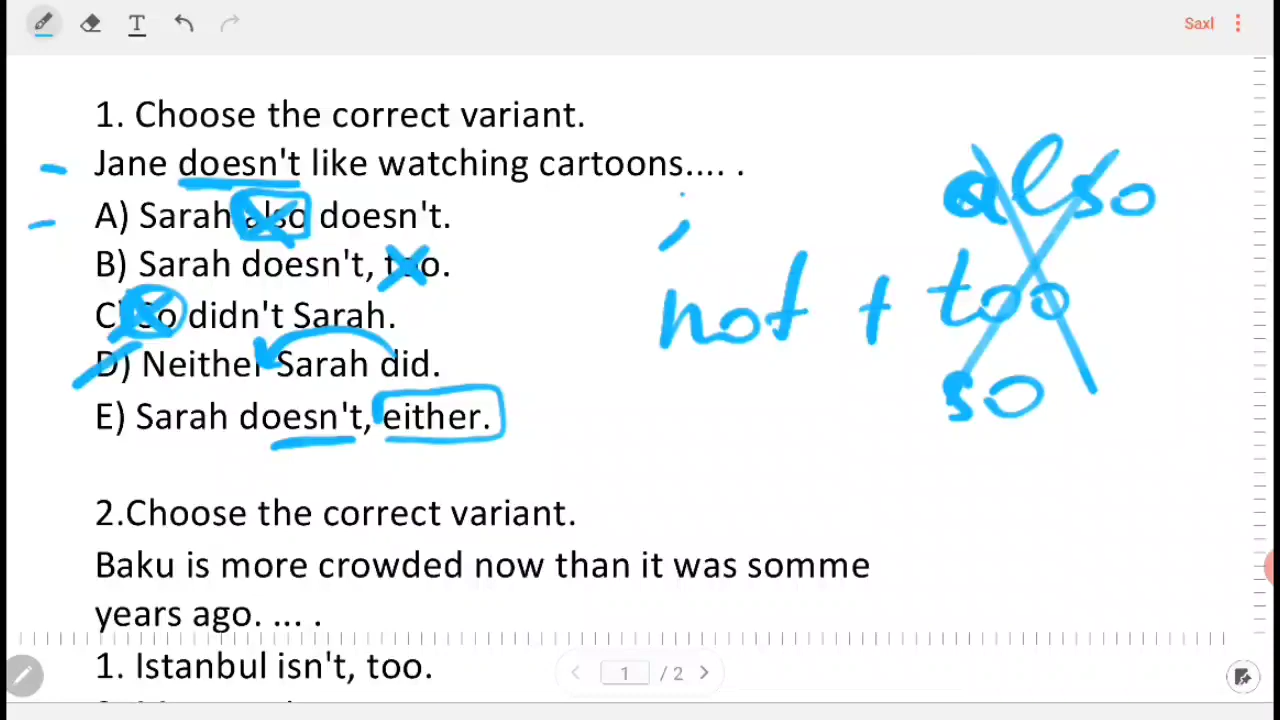 Saxl
1. Choose the correct variant.
Jane doesn't like watching cartoons.... .
A) Sarah also doesn't.
B) Sarah doesn't, too.
C) So didn't Sarah.
D) Neither Sarah did.
E) Sarah doesn't, either.
also
not + too
so
2.Choose the correct variant.
Baku is more crowded now than it was somme
years ago. ... .
1. Istanbul isn't, too.
1 / 2